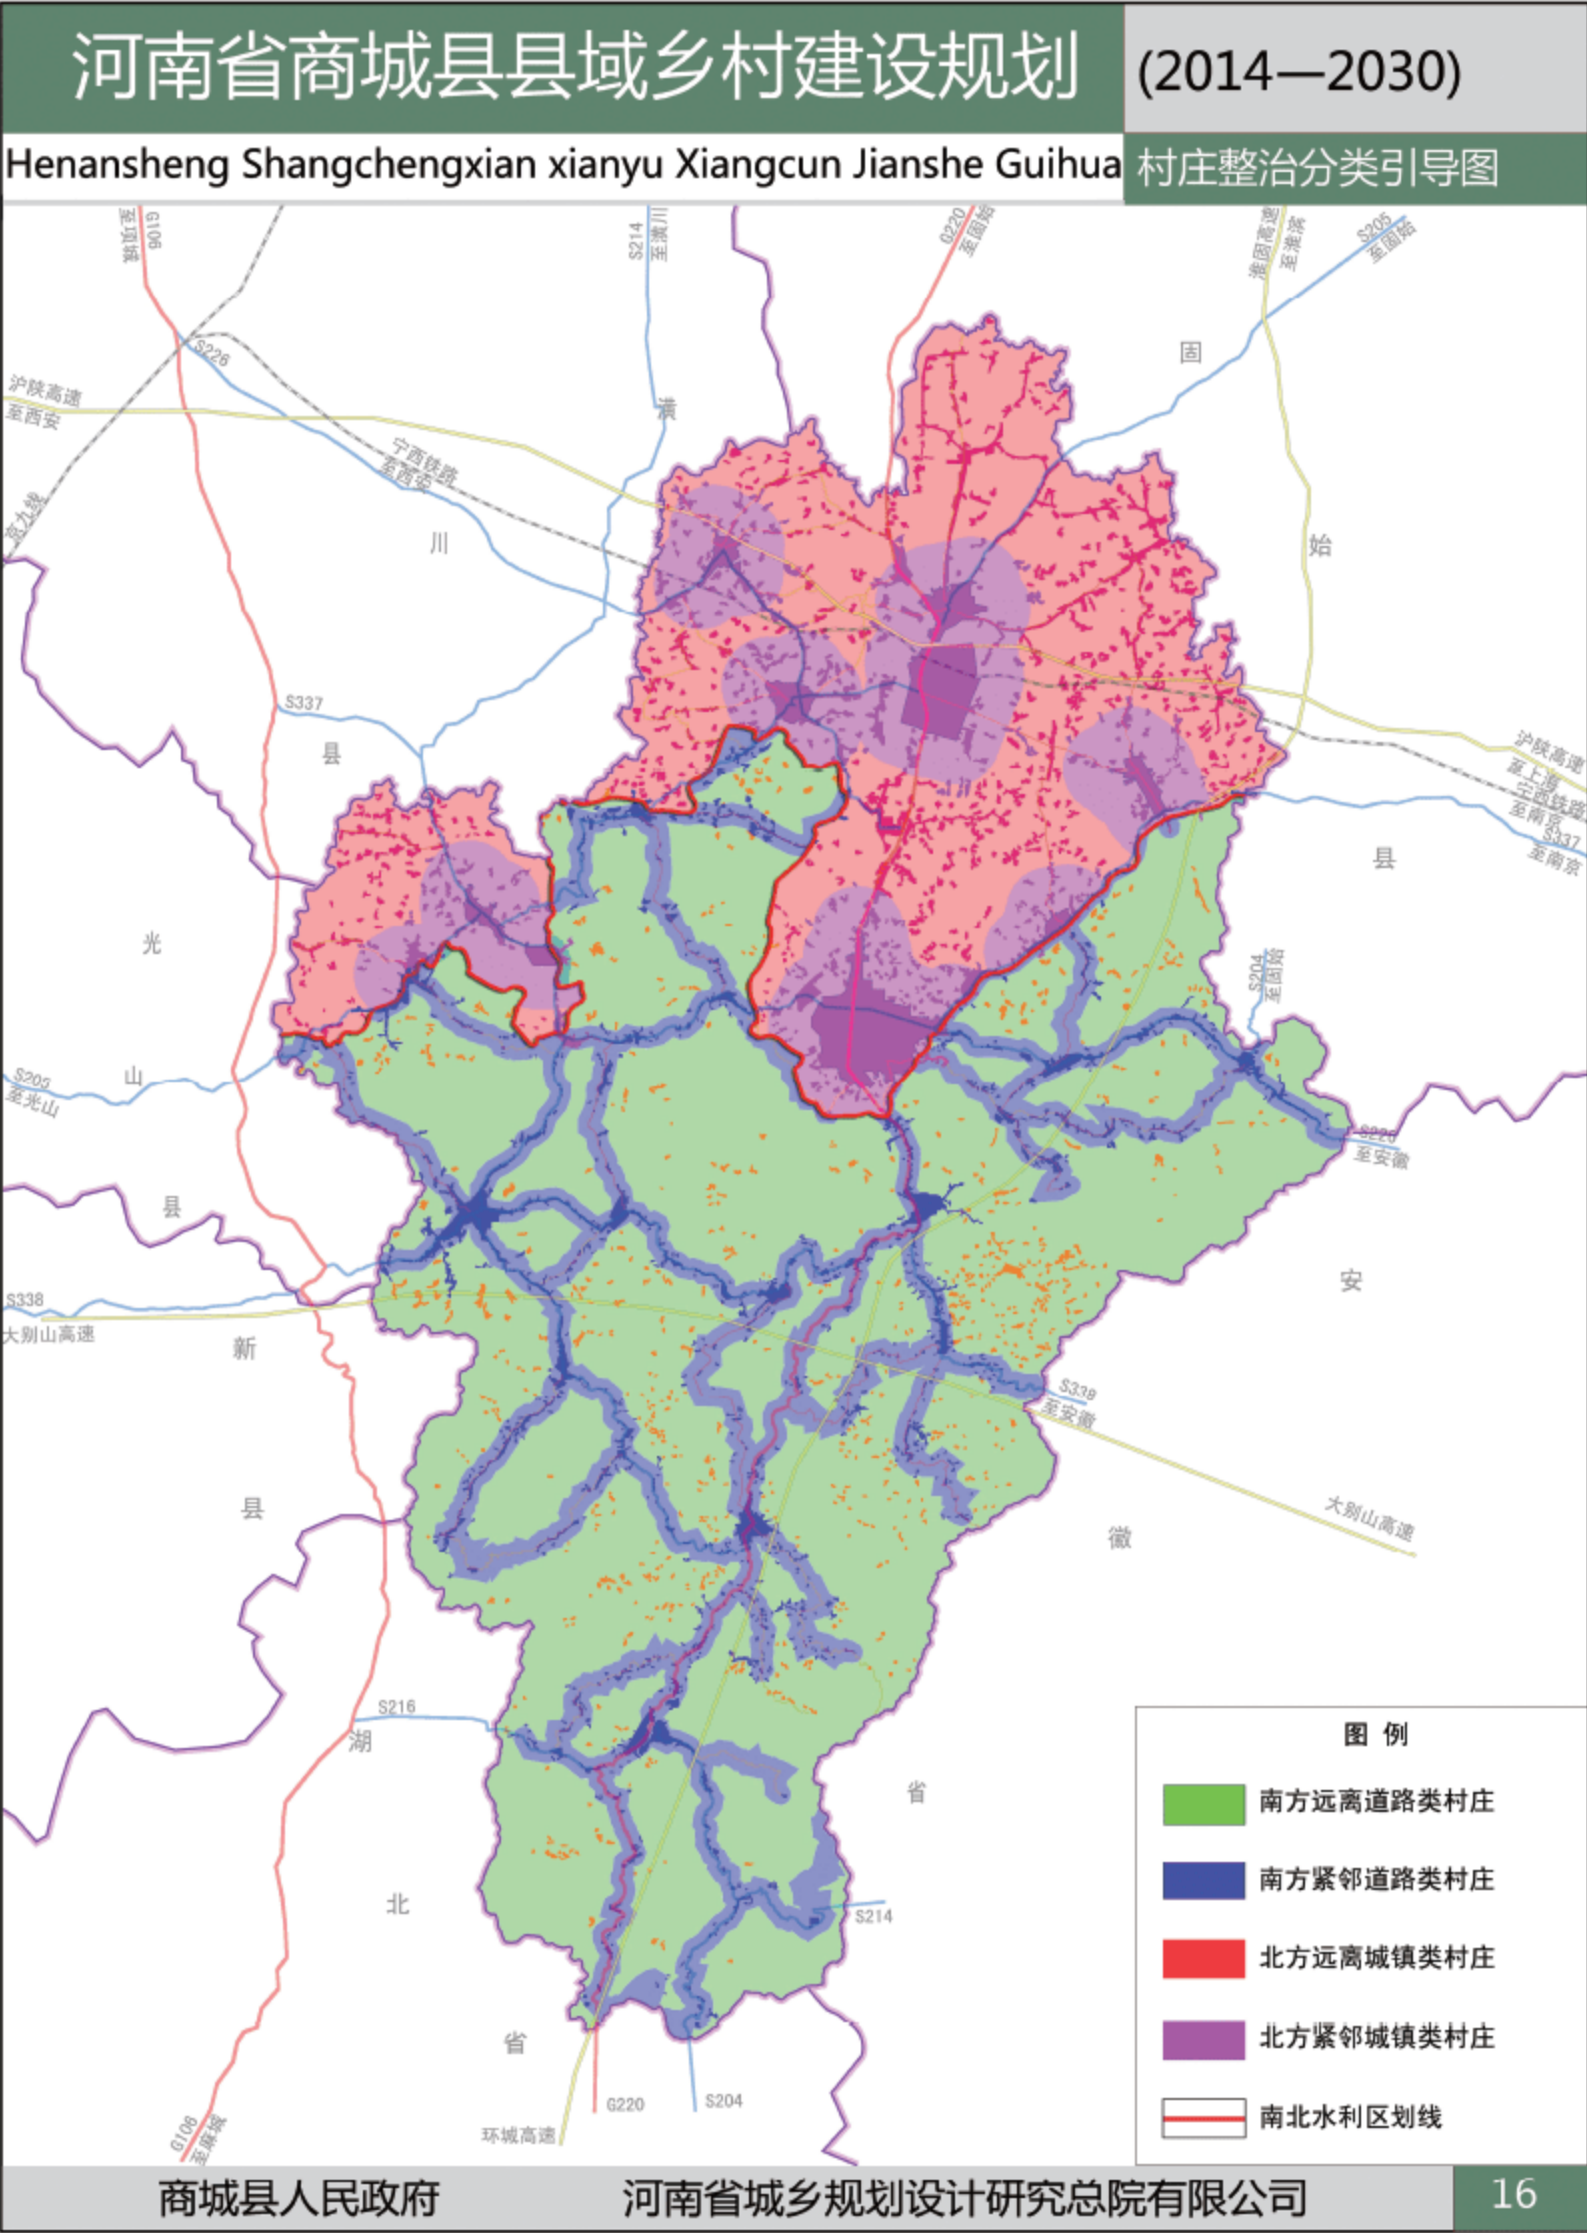 河南省商城县县域乡村建设规划
(2014—2030)
Henansheng Shangchengxian xianyu Xiangcun Jianshe Guihua
村庄整治分类引导图
G106
至项城
S214
至潢川
G220
至固始
淮固高速
至淮滨
S205
至固始
S226
沪陕高速
至西安
宁西铁路
至西安
京九线
潢
川
县
固
始
县
S337
沪陕高速
至上海
宁西铁路
至南京
S337
至南京
光
山
县
S204
至固始
S205
至光山
S220
至安徽
S338
大别山高速
新
县
安
徽
省
S338
至安徽
大别山高速
S216
湖
北
省
S214
G220
S204
环城高速
G106
至麻城
图 例
南方远离道路类村庄
南方紧邻道路类村庄
北方远离城镇类村庄
北方紧邻城镇类村庄
南北水利区划线
商城县人民政府
河南省城乡规划设计研究总院有限公司
16